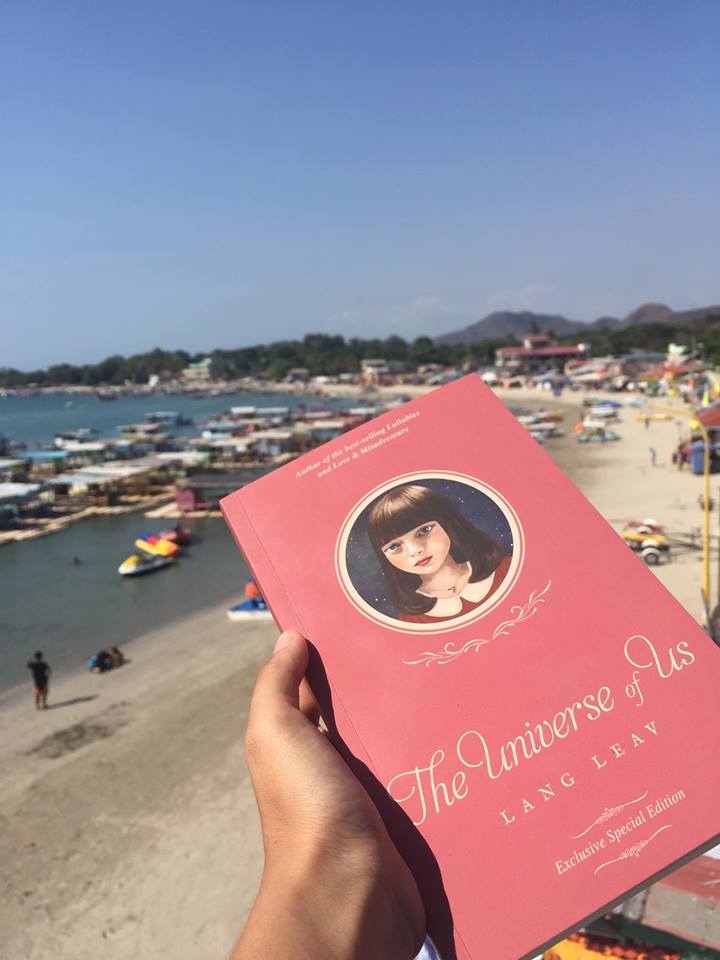 Author of the best-selling Lullabies
and Love & Misadventure
The Universe of Us
LANG LEAV
Exclusive Special Edition